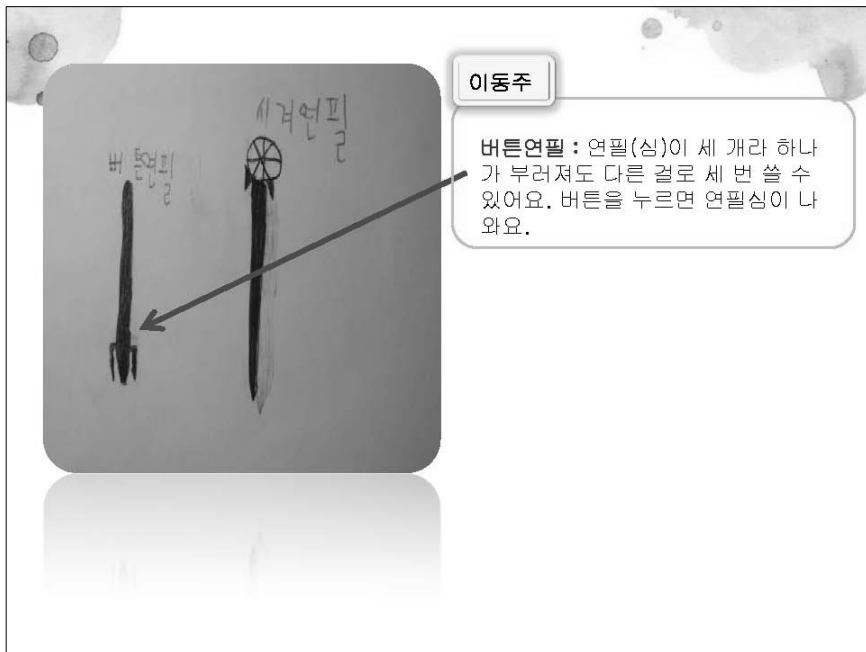 이동주
버튼연필 : 연필(심)이 세 개라 하나
가 부러져도 다른 걸로 세 번 쓸 수
있어요. 버튼을 누르면 연필심이 나
와요.
시계연필
버튼연필